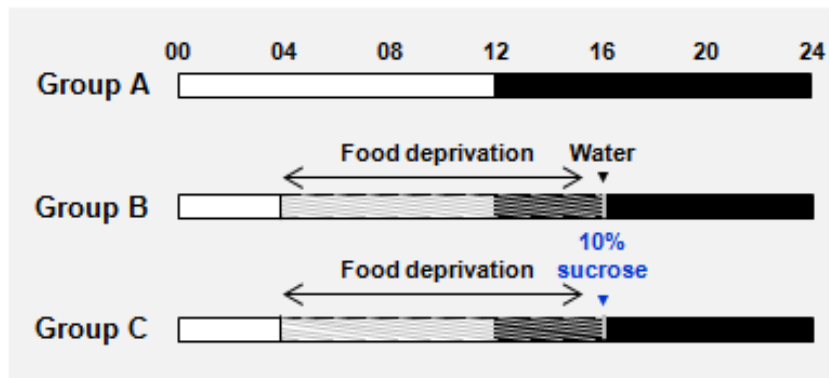 00 04 08 12 16 20 24
Group A
Food deprivation Water
Group B
10%
Food deprivation sucrose
Group C